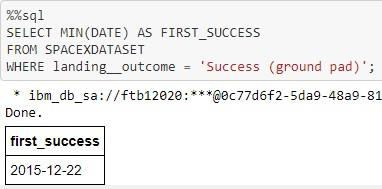 %%sql
SELECT MIN(DATE) AS FIRST_SUCCESS
FROM SPACEXDATASET
WHERE landing__outcome = 'Success (ground pad)';
* ibm_db_sa://ftb12020:***@0c77d6f2-5da9-48a9-81
Done.
first_success
2015-12-22